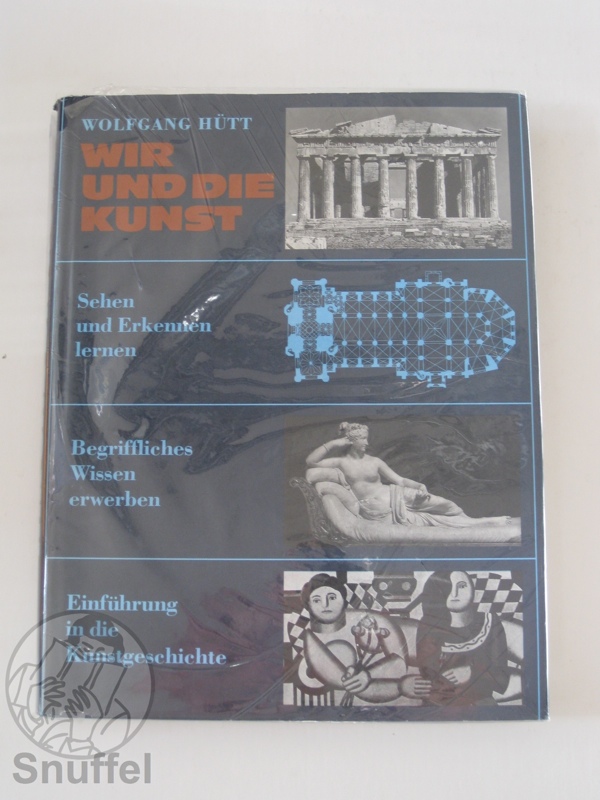 WOLFGANG HÜTT
WIR
UND DIE
KUNST
Sehen
und Erkennen
lernen
Begriffliches
Wissen
erwerben
Einführung
in die
Kunstgeschichte
Snuffel